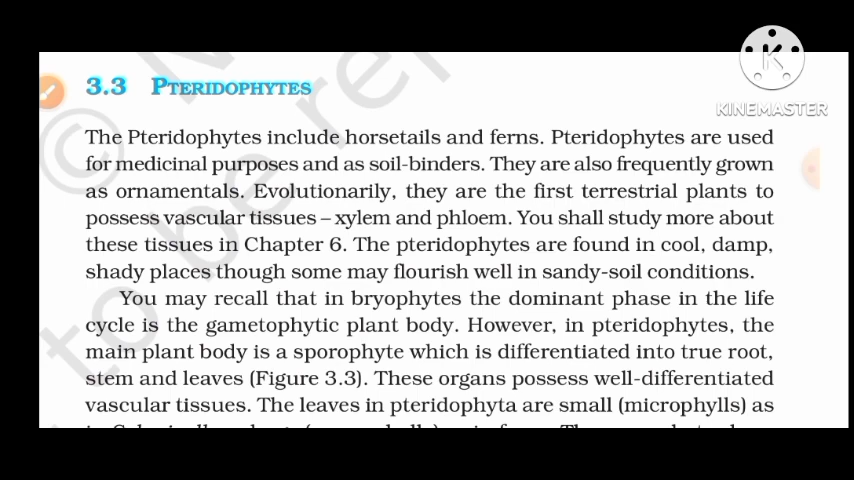 K
KINEMASTER
3.3 PTERIDOPHYTES
The Pteridophytes include horsetails and ferns. Pteridophytes are used
for medicinal purposes and as soil-binders. They are also frequently grown
as ornamentals. Evolutionarily, they are the first terrestrial plants to
possess vascular tissues – xylem and phloem. You shall study more about
these tissues in Chapter 6. The pteridophytes are found in cool, damp,
shady places though some may flourish well in sandy-soil conditions.
You may recall that in bryophytes the dominant phase in the life
cycle is the gametophytic plant body. However, in pteridophytes, the
main plant body is a sporophyte which is differentiated into true root,
stem and leaves (Figure 3.3). These organs possess well-differentiated
vascular tissues. The leaves in pteridophyta are small (microphylls) as
© N
to be re